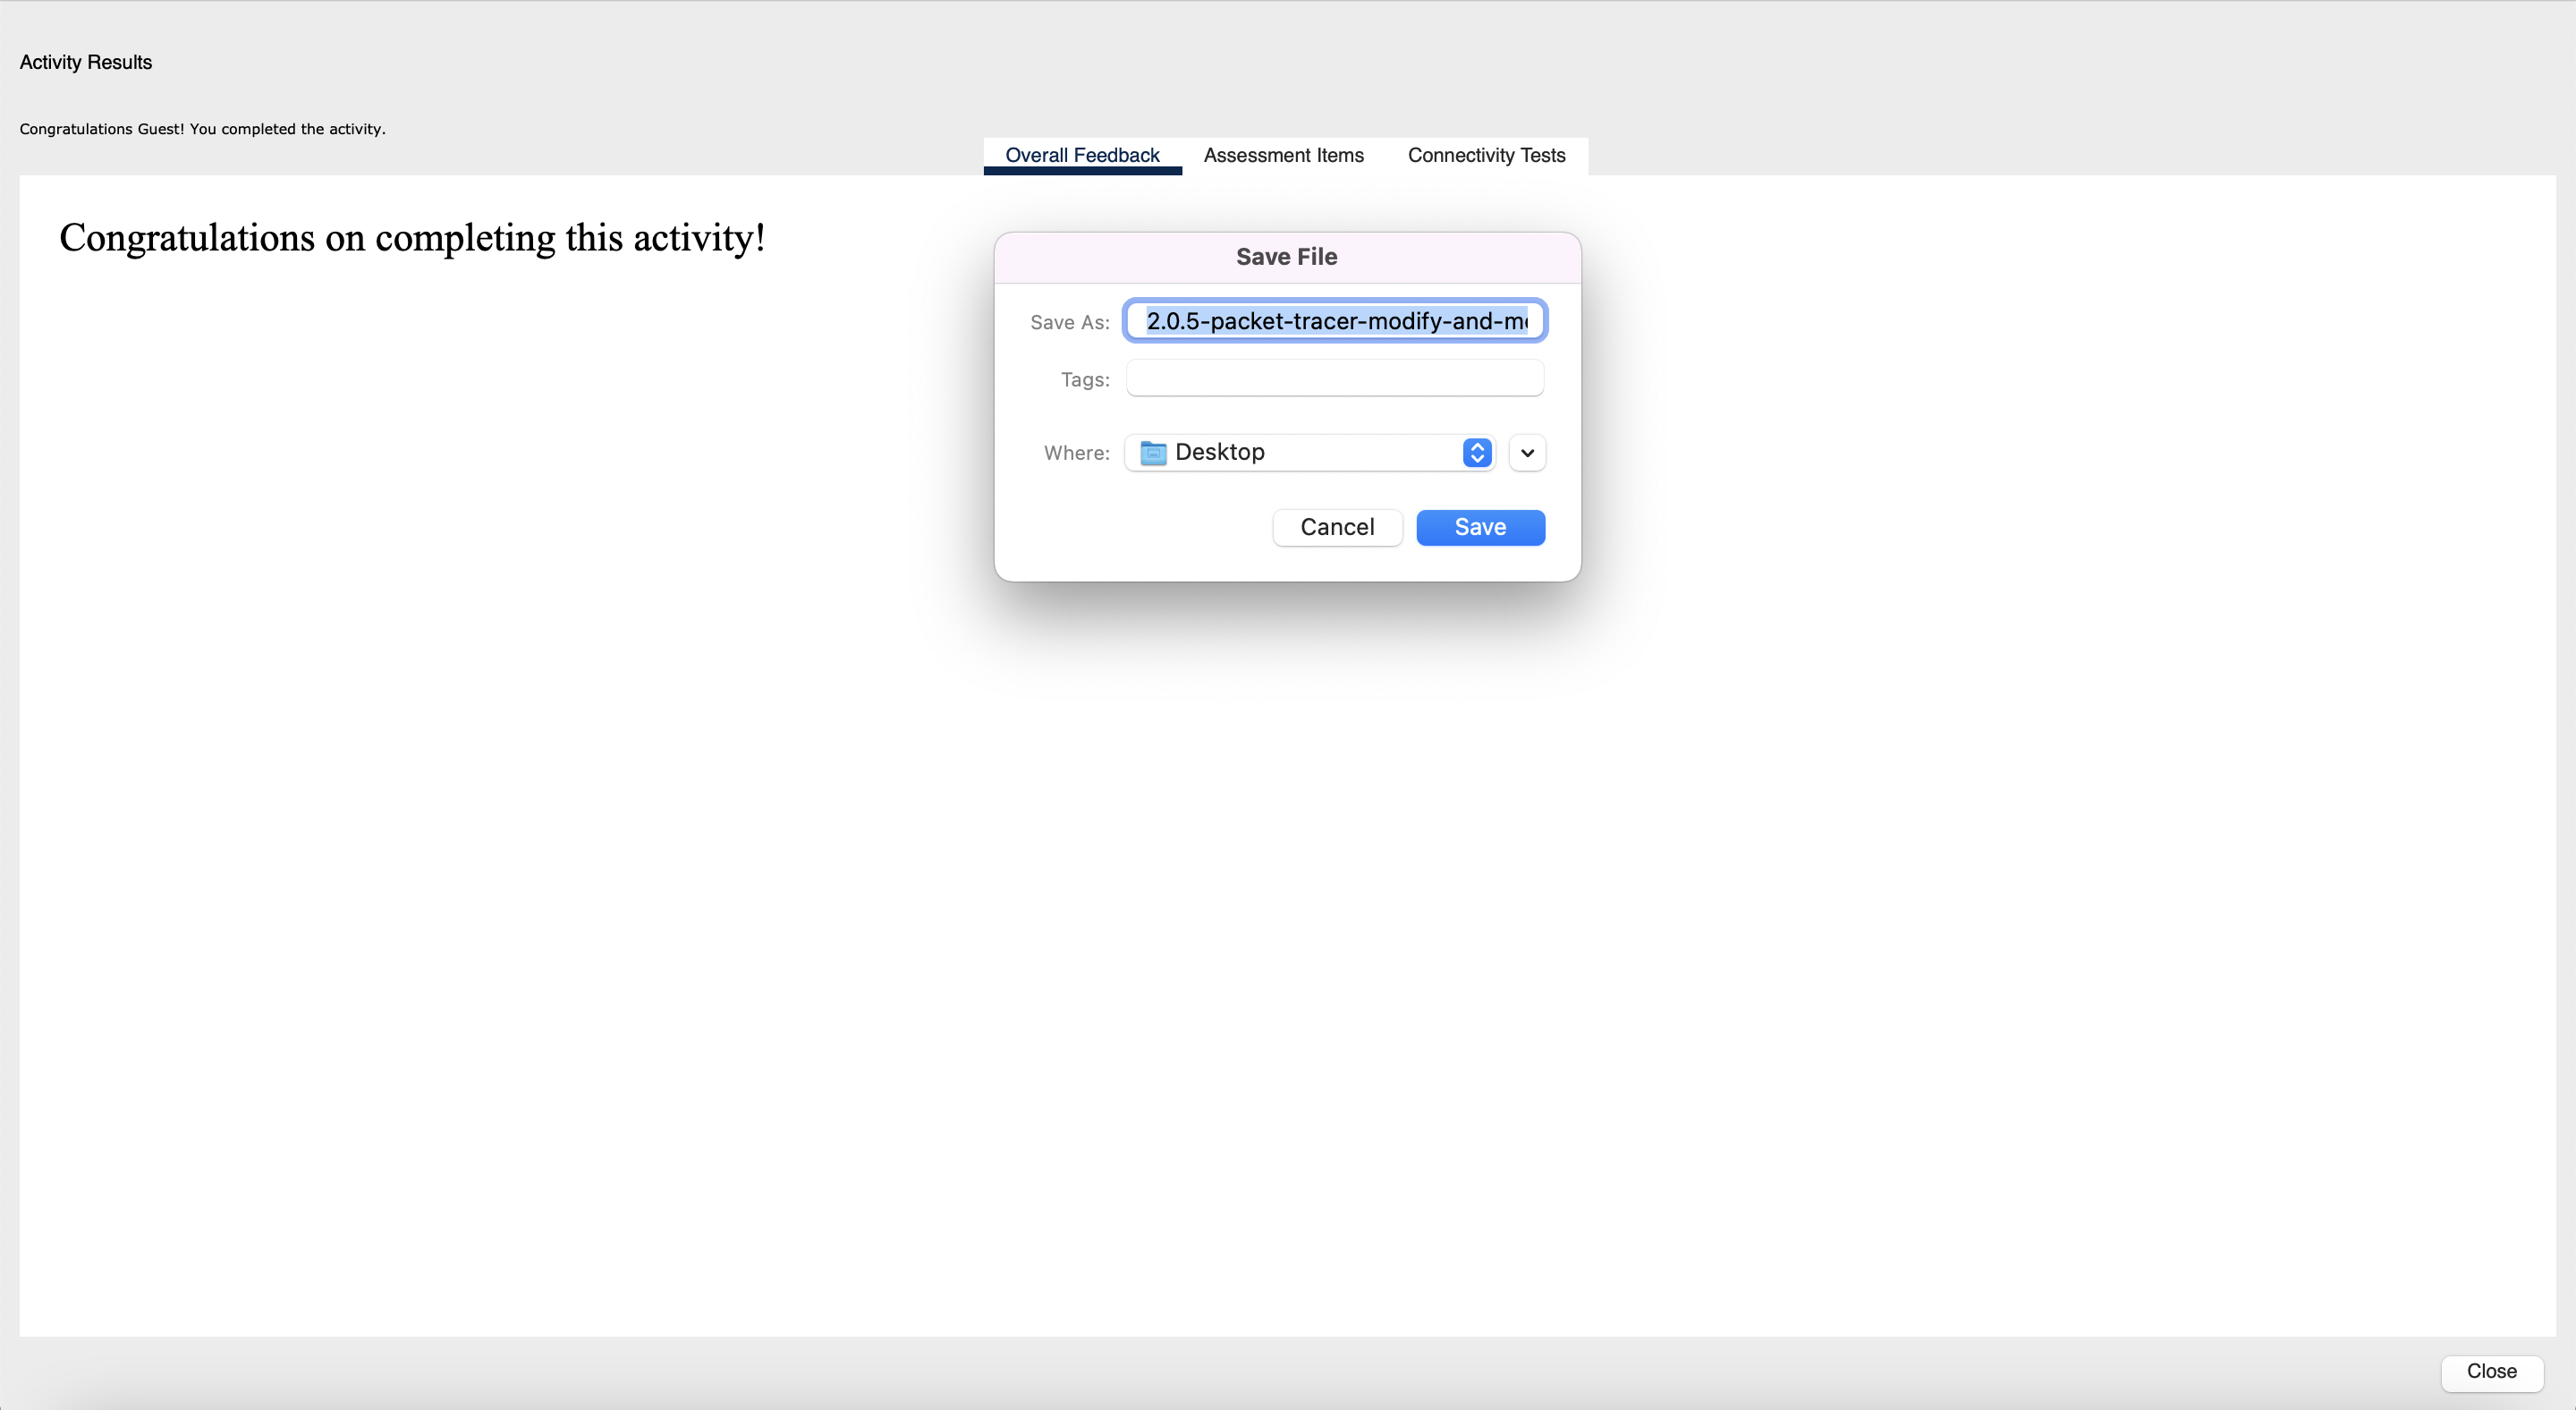 Activity Results
Congratulations Guest! You completed the activity.
Overall Feedback Assessment Items Connectivity Tests
Congratulations on completing this activity!
Save File
Save As: 2.0.5-packet-tracer-modify-and-m
Tags:
Where: Desktop
Cancel Save
Close